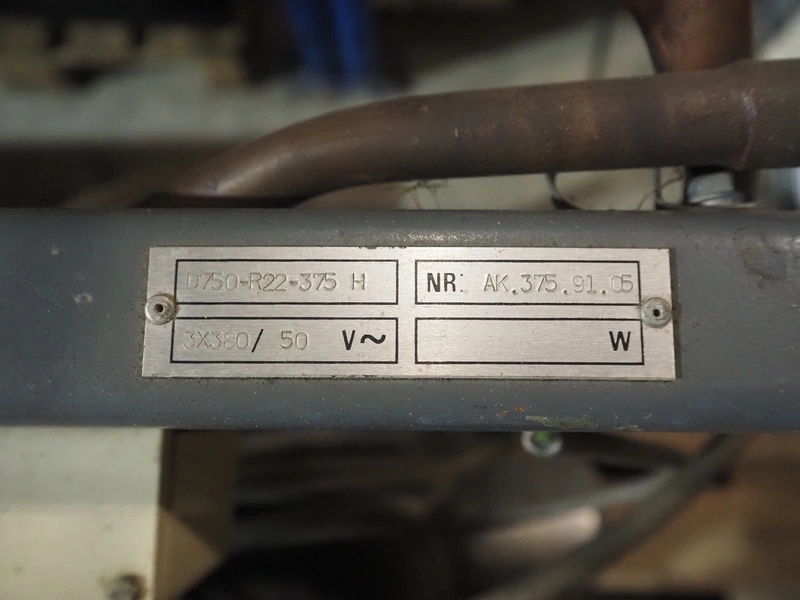 D750-R22-375 H
NR: AK.375.91.05
3X380/ 50 V~
W